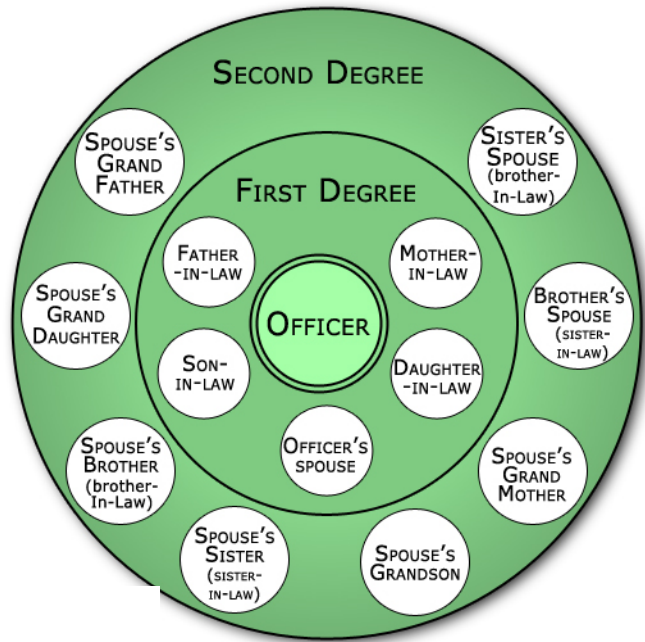 SECOND DEGREE
SPOUSE'S
GRAND
FATHER
SISTER'S
SPOUSE
(brother-
In-Law)
FIRST DEGREE
FATHER
-IN-LAW
MOTHER-
IN-LAW
SPOUSE'S
GRAND
DAUGHTER
OFFICER
BROTHER'S
SPOUSE
(SISTER-
IN-LAW)
SON-
IN-LAW
DAUGHTER
-IN-LAW
OFFICER'S
SPOUSE
SPOUSE'S
BROTHER
(brother-
In-Law)
SPOUSE'S
GRAND
MOTHER
SPOUSE'S
SISTER
(SISTER-
IN-LAW)
SPOUSE'S
GRANDSON